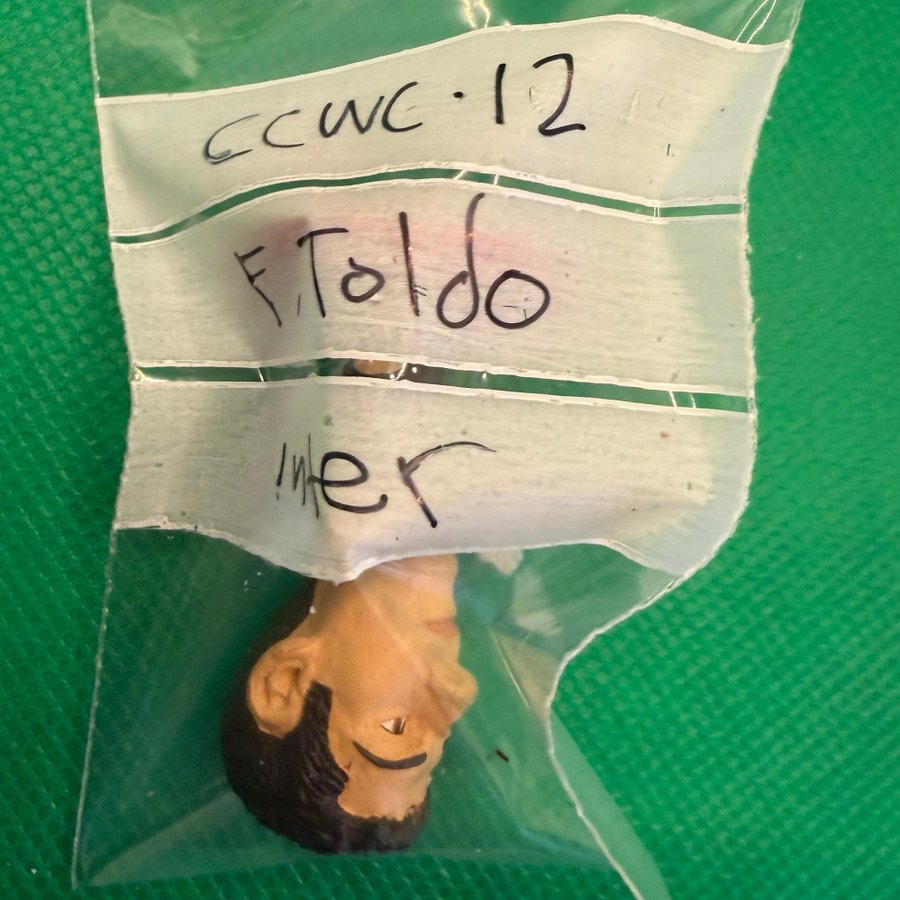 CCWC·12
F.Toldo
inter